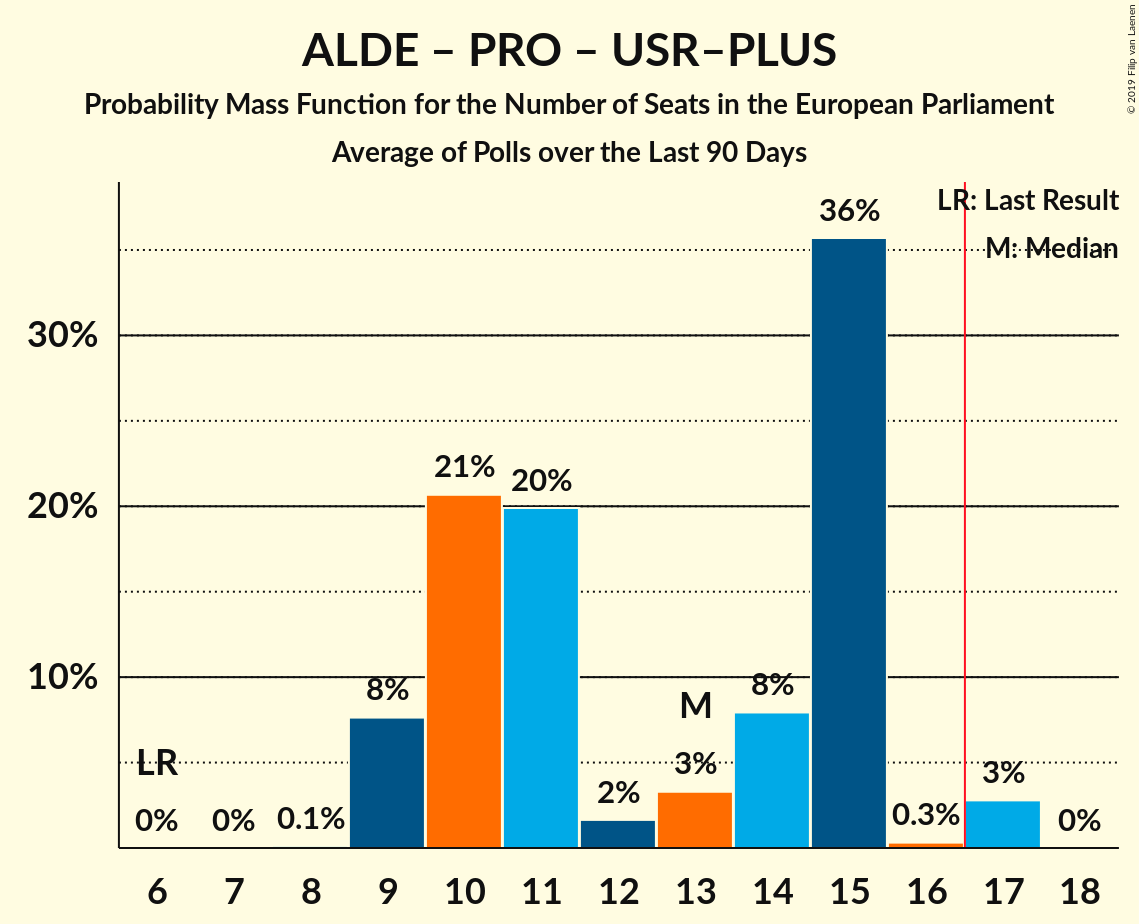 ALDE – PRO – USR–PLUS
Probability Mass Function for the Number of Seats in the European Parliament
Average of Polls over the Last 90 Days
© 2019 Filip van Laenen
LR: Last Result
M: Median
36%
30%
21%
20%
20%
10%
8%
8%
M
LR
3%
3%
2%
0%
0%
0.1%
0.3%
0%
6 7 8 9 10 11 12 13 14 15 16 17 18